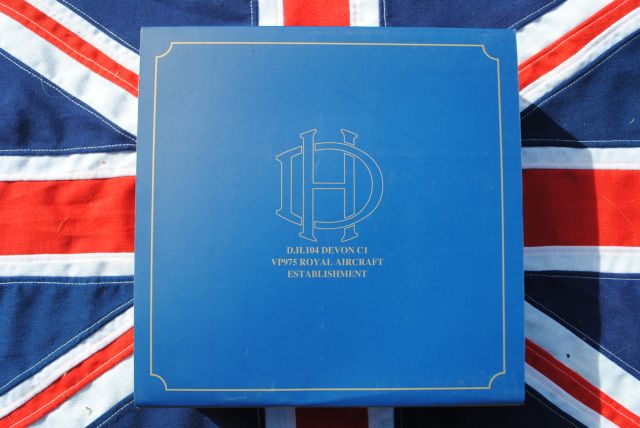 DH
D.H.104 DEVON C1
VP975 ROYAL AIRCRAFT
ESTABLISHMENT